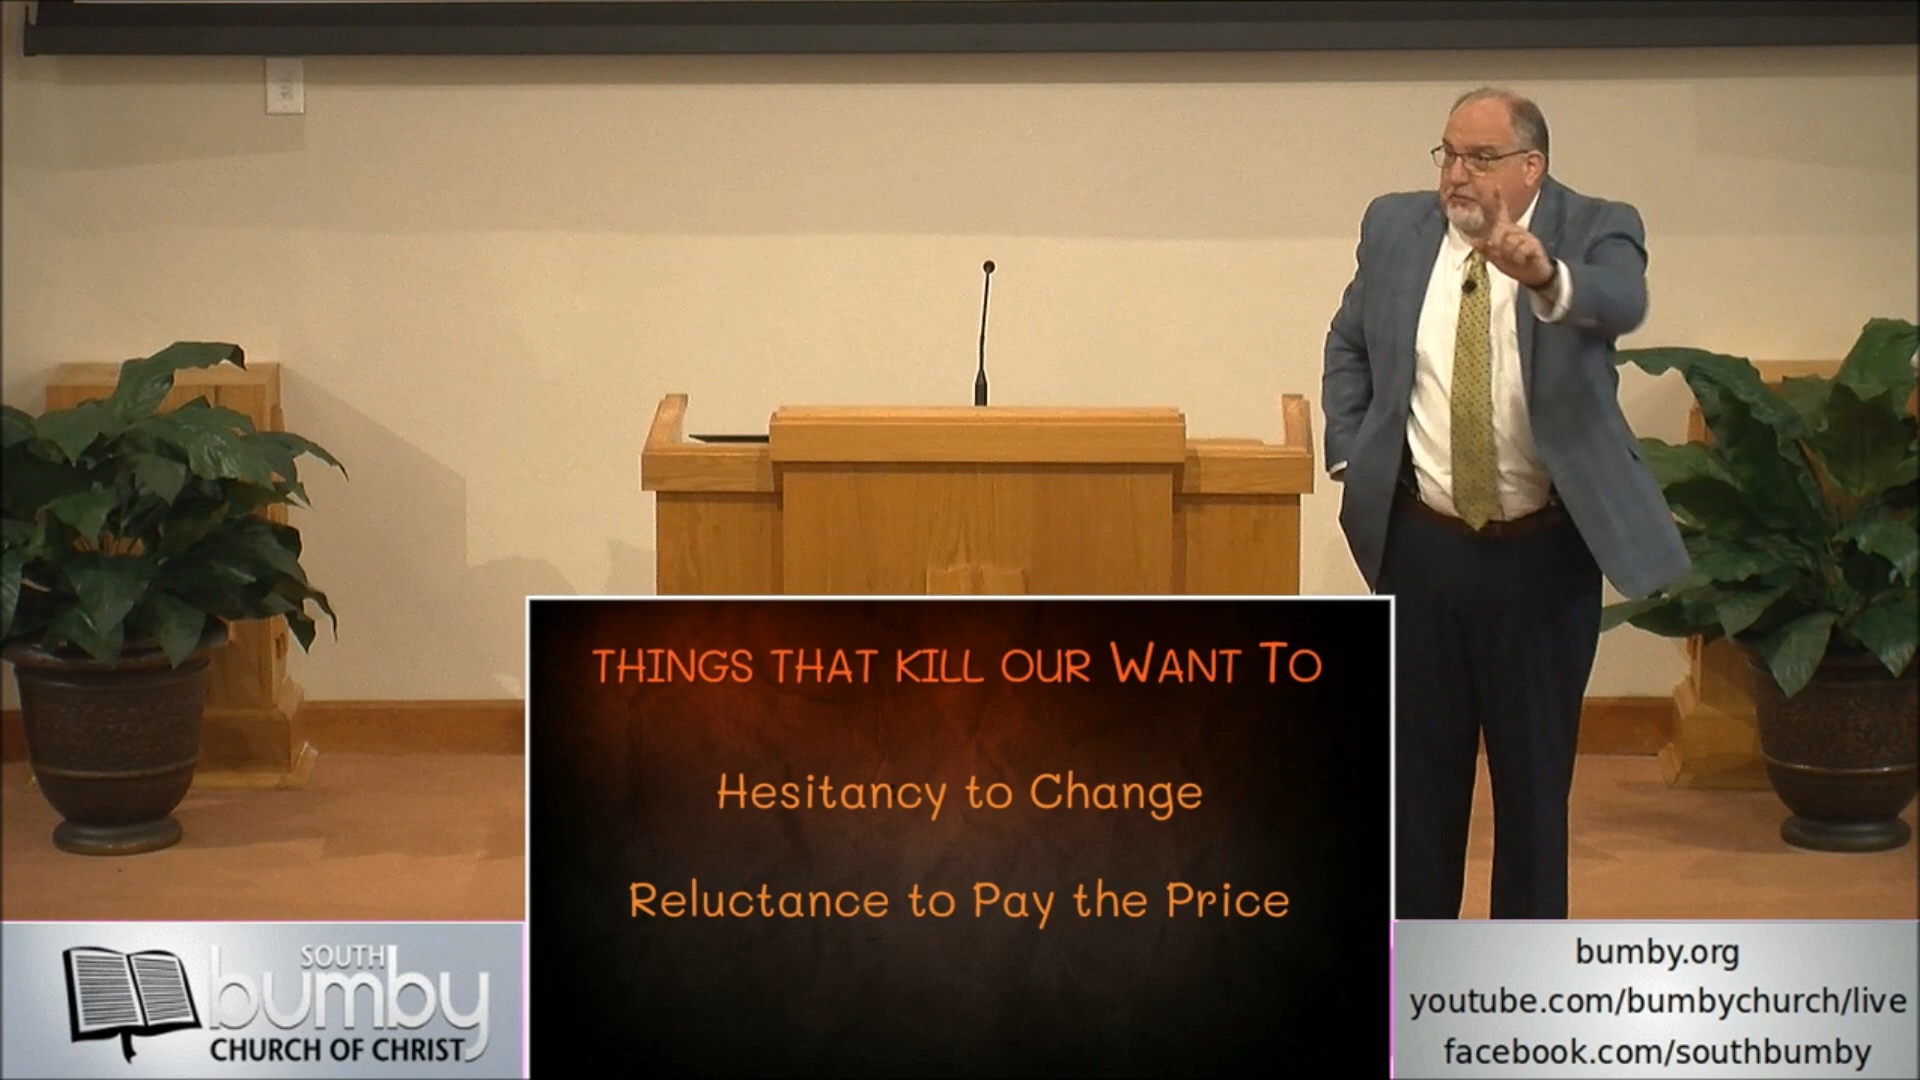 THINGS THAT KILL OUR WANT TO
Hesitancy to Change
Reluctance to Pay the Price
SOUTH
bumby
CHURCH OF CHRIST
bumby.org
youtube.com/bumbychurch/live
facebook.com/southbumby